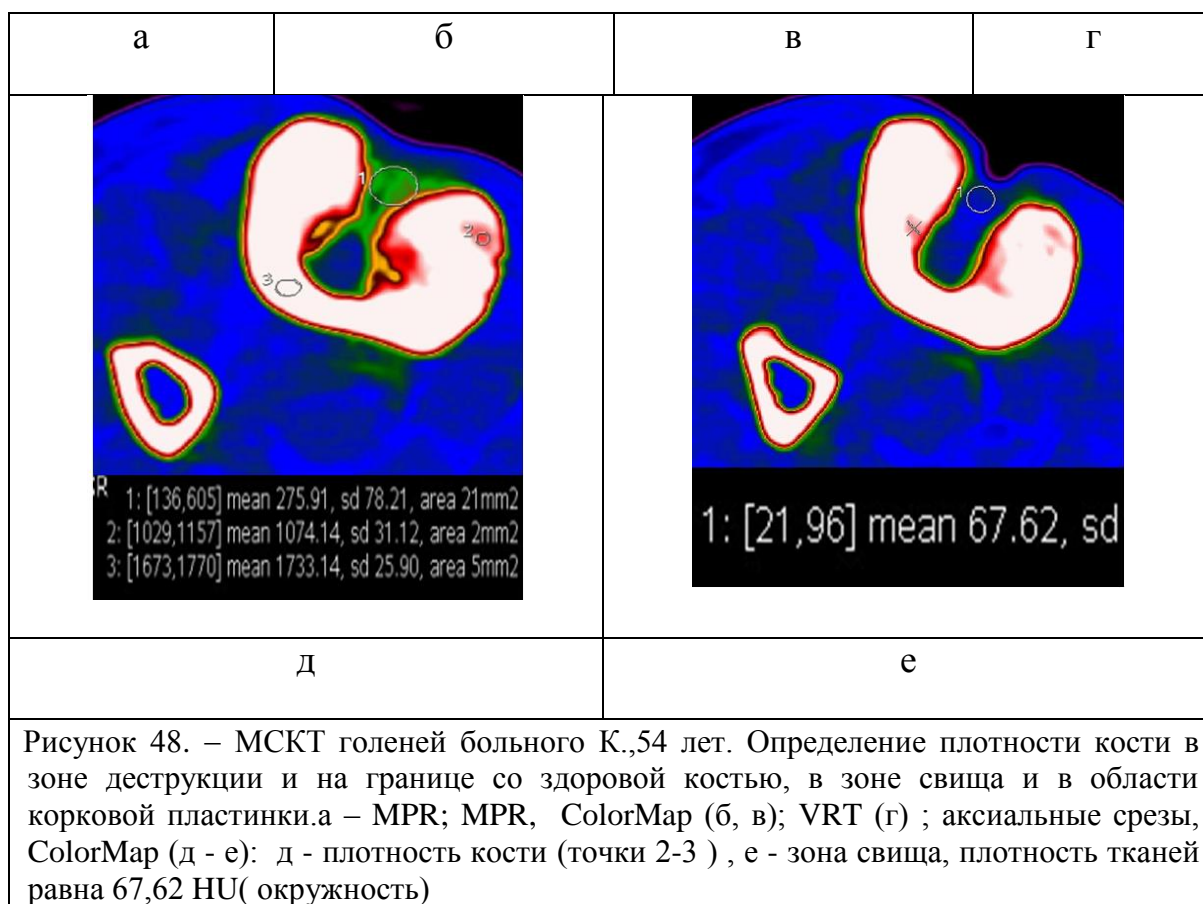 а б в г
1
2
3
1
SR 1: [136,605] mean 275.91, sd 78.21, area 21mm2
2: [1029,1157] mean 1074.14, sd 31.12, area 2mm2
3: [1673,1770] mean 1733.14, sd 25.90, area 5mm2
1: [21,96] mean 67.62, sd
д е
Рисунок 48. – МСКТ голеней больного К.,54 лет. Определение плотности кости в
зоне деструкции и на границе со здоровой костью, в зоне свища и в области
корковой пластинки.а – MPR; MPR, ColorMap (б, в); VRT (г) ; аксиальные срезы,
ColorMap (д - е): д - плотность кости (точки 2-3 ) , е - зона свища, плотность тканей
равна 67,62 HU( окружность)